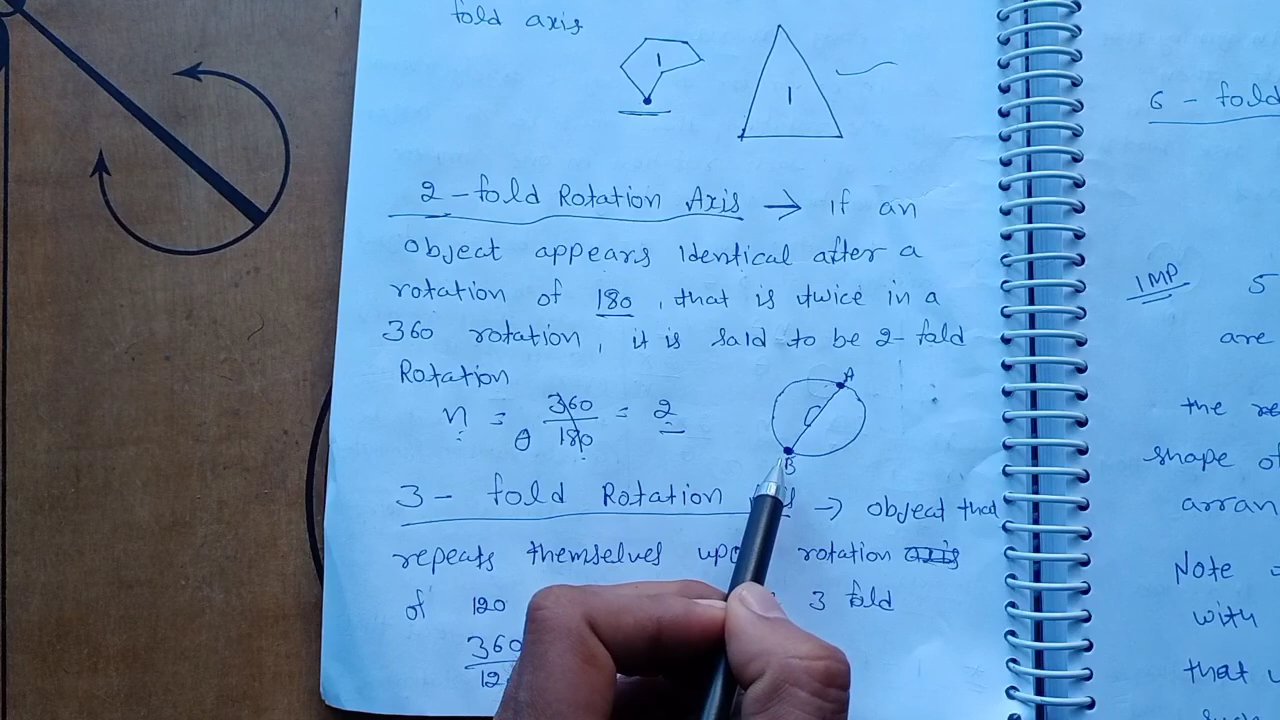 fold axis
1
1
2-fold Rotation Axis → if an
object appears identical after a
rotation of 180, that is twice in a
360 rotation, it is said to be 2-fold
Rotation
n = 360/180 = 2
θ
A
B
3- fold Rotation → object that
repeats themselves rotation
of 120 3 fold
360
12
6 - fold
IMP 5
are
the
shape of
arran
Note
with
that